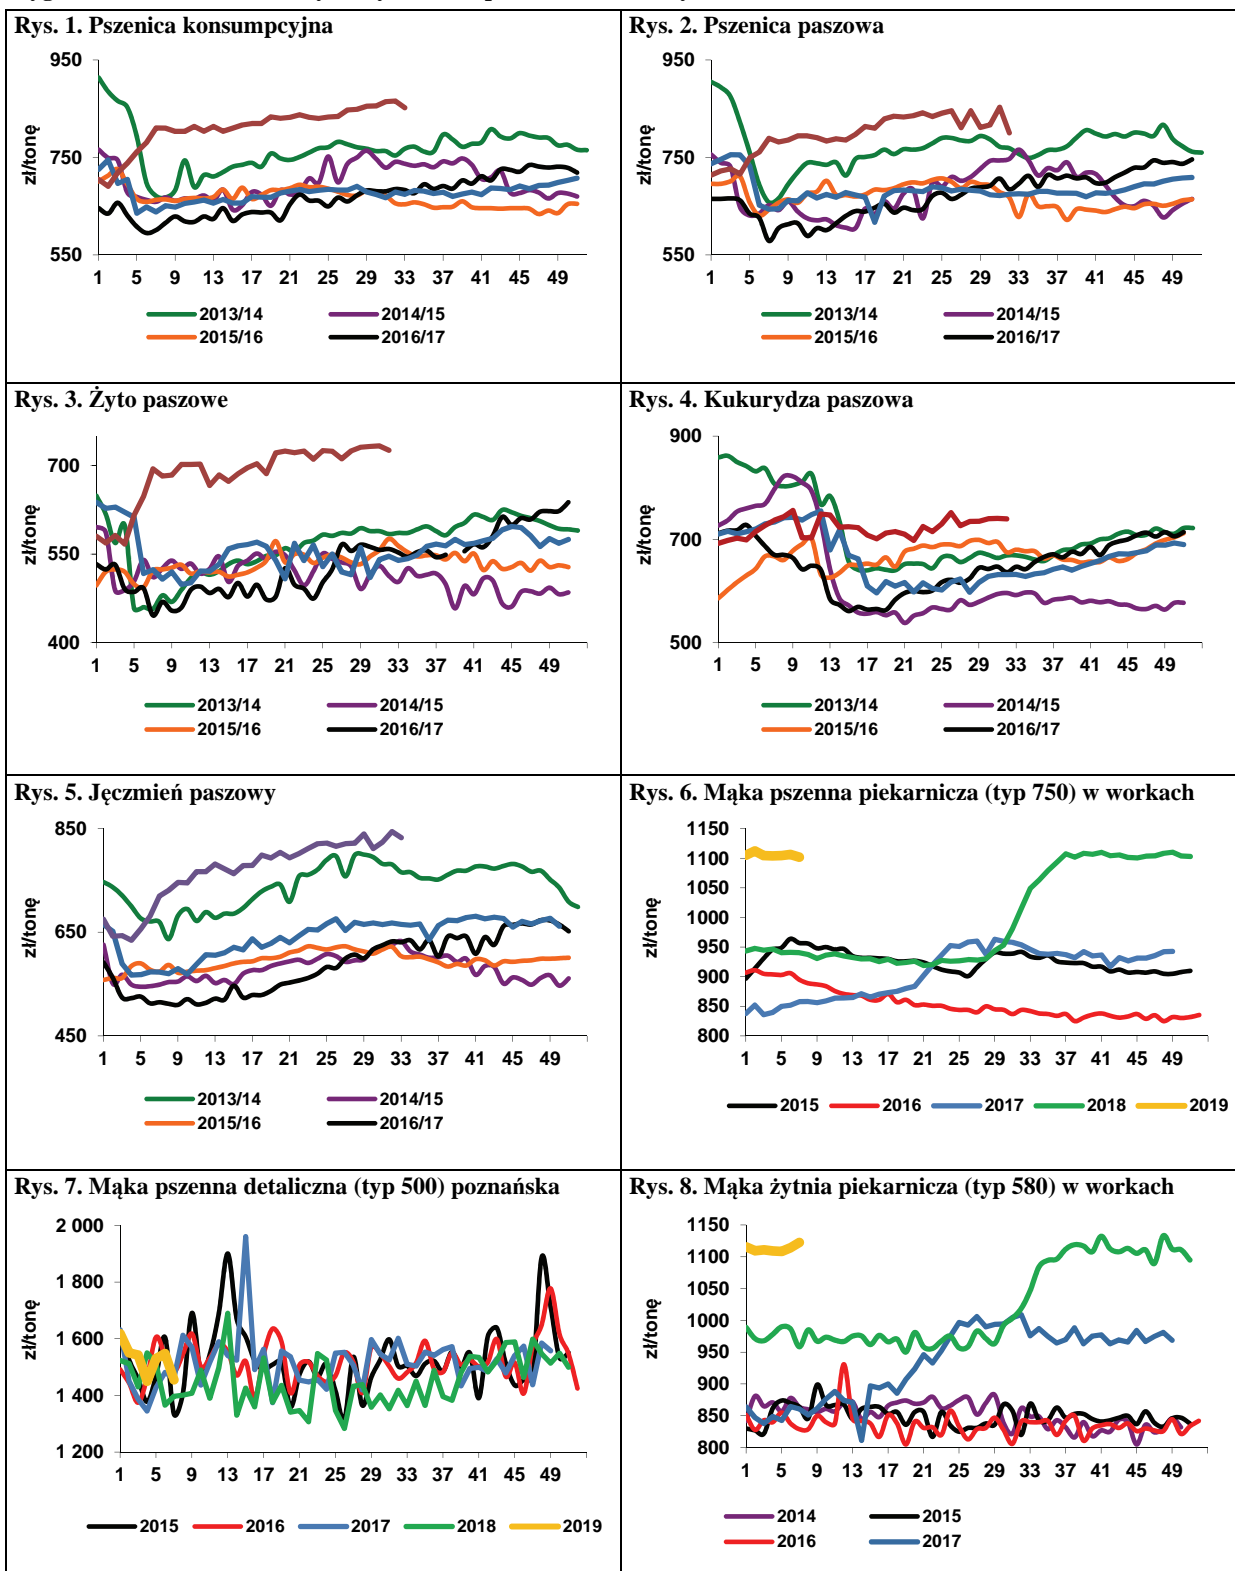 Rys. 1. Pszenica konsumpcyjna
950
750
550
zł/tonę
1 5 9 13 17 21 25 29 33 37 41 45 49
2013/14 2014/15
2015/16 2016/17
Rys. 2. Pszenica paszowa
950
750
550
zł/tonę
1 5 9 13 17 21 25 29 33 37 41 45 49
2013/14 2014/15
2015/16 2016/17
Rys. 3. Żyto paszowe
700
550
400
zł/tonę
1 5 9 13 17 21 25 29 33 37 41 45 49
2013/14 2014/15
2015/16 2016/17
Rys. 4. Kukurydza paszowa
900
700
500
zł/tonę
1 5 9 13 17 21 25 29 33 37 41 45 49
2013/14 2014/15
2015/16 2016/17
Rys. 5. Jęczmień paszowy
850
650
450
zł/tonę
1 5 9 13 17 21 25 29 33 37 41 45 49
2013/14 2014/15
2015/16 2016/17
Rys. 6. Mąka pszenna piekarnicza (typ 750) w workach
1150
1100
1050
1000
950
900
850
800
zł/tonę
1 5 9 13 17 21 25 29 33 37 41 45 49
2015 2016 2017 2018 2019
Rys. 7. Mąka pszenna detaliczna (typ 500) poznańska
2 000
1 800
1 600
1 400
1 200
zł/tonę
1 5 9 13 17 21 25 29 33 37 41 45 49
2015 2016 2017 2018 2019
Rys. 8. Mąka żytnia piekarnicza (typ 580) w workach
1150
1100
1050
1000
950
900
850
800
zł/tonę
1 5 9 13 17 21 25 29 33 37 41 45 49
2014 2015
2016 2017